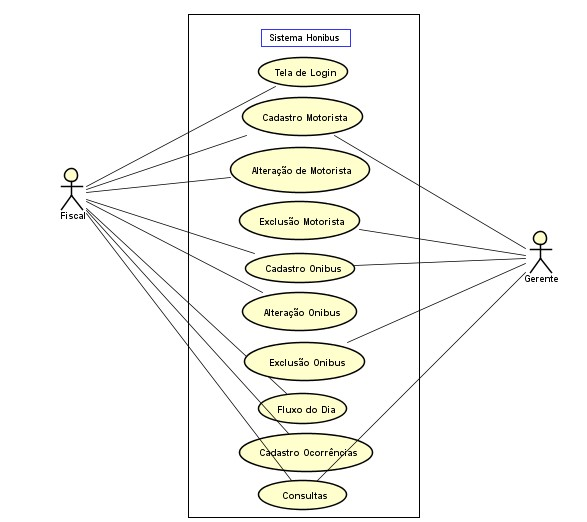 Sistema Honibus
Tela de Login
Cadastro Motorista
Alteração de Motorista
Fiscal
Exclusão Motorista
Cadastro Onibus
Gerente
Alteração Onibus
Exclusão Onibus
Fluxo do Dia
Cadastro Ocorrências
Consultas